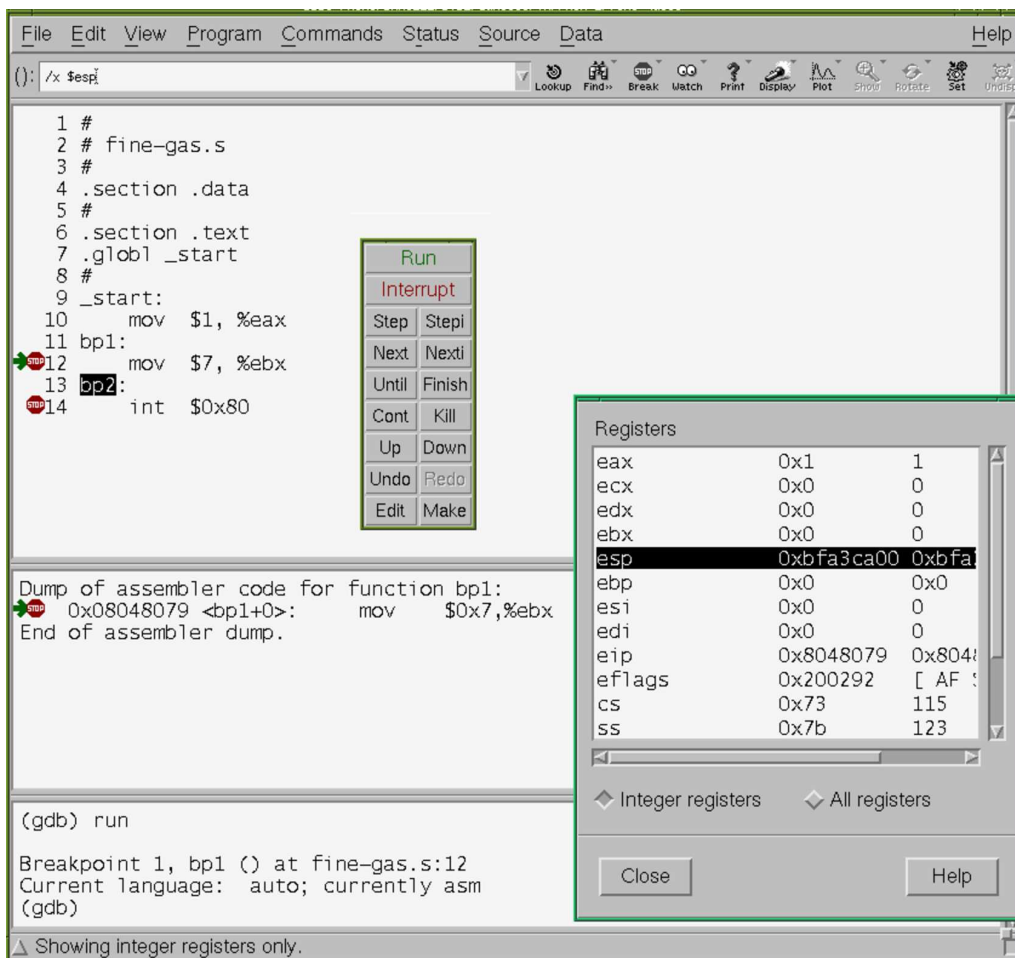 File Edit View Program Commands Status Source Data Help
(): /x $esp
Lookup Find>> Break Watch Print Display Plot Show Rotate Set Undisp
1 #
2 # fine-gas.s
3 #
4 .section .data
5 #
6 .section .text
7 .globl _start
8 #
9 _start:
10 mov $1, %eax
11 bp1:
STOP 12 mov $7, %ebx
13 bp2:
STOP 14 int $0x80
Run
Interrupt
Step Stepi
Next Nexti
Until Finish
Cont Kill
Up Down
Undo Redo
Edit Make
Dump of assembler code for function bp1:
STOP 0x08048079 <bp1+0>: mov $0x7,%ebx
End of assembler dump.
(gdb) run
Breakpoint 1, bp1 () at fine-gas.s:12
Current language: auto; currently asm
(gdb)
Registers
eax 0x1 1
ecx 0x0 0
edx 0x0 0
ebx 0x0 0
esp 0xbfa3ca00 0xbfa
ebp 0x0 0x0
esi 0x0 0
edi 0x0 0
eip 0x8048079 0x804
eflags 0x200292 [ AF
cs 0x73 115
ss 0x7b 123
Integer registers All registers
Close Help
Showing integer registers only.